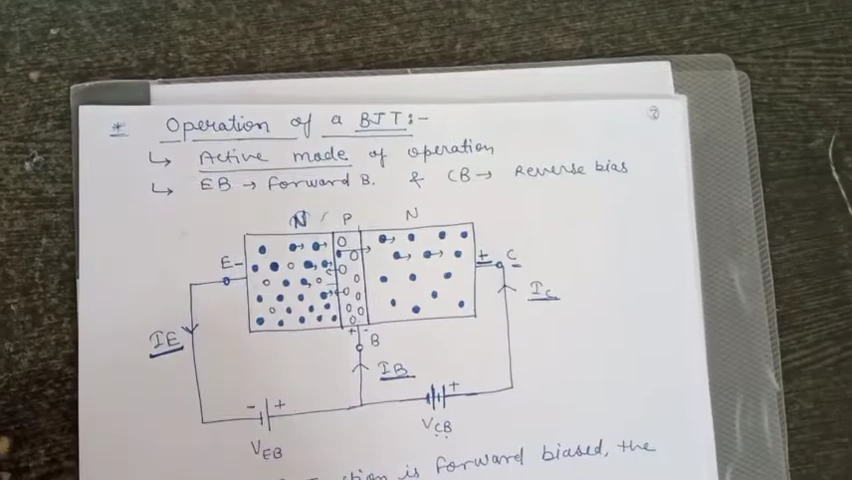 * Operation of a BJT:-
↳ Active mode of operation
↳ EB → Forward B. & CB → Reverse bias
N P N
E -
+ C
IE
+ -
B
IB
IC
- +
VEB
+
VCB
is forward biased, the